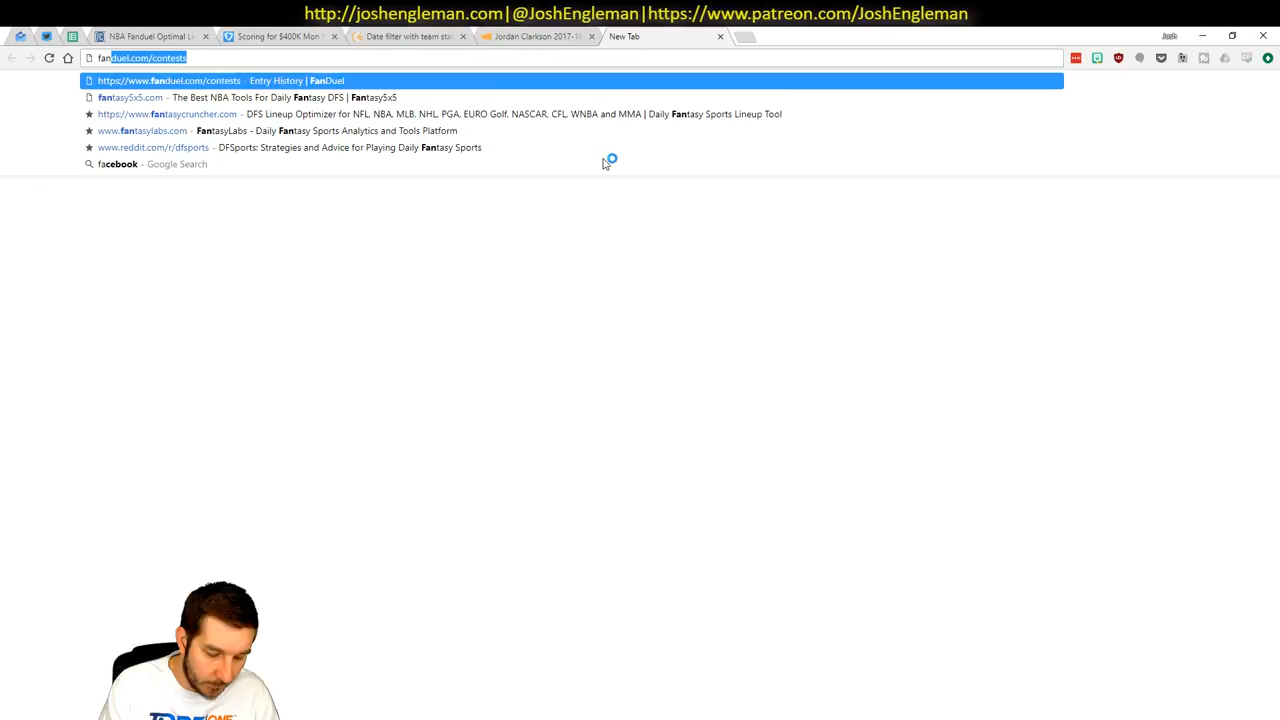 http://joshengleman.com|@JoshEngleman|https://www.patreon.com/JoshEngleman
NBA Fanduel Optimal Li
Scoring for $400K Mon
Date filter with team sta
Jordan Clarkson 2017-18
New Tab
Josh
fanduel.com/contests
https://www.fanduel.com/contests - Entry History | FanDuel
fantasy5x5.com - The Best NBA Tools For Daily Fantasy DFS | Fantasy5x5
https://www.fantasycruncher.com - DFS Lineup Optimizer for NFL, NBA, MLB, NHL, PGA, EURO Golf, NASCAR, CFL, WNBA and MMA | Daily Fantasy Sports Lineup Tool
www.fantasylabs.com - FantasyLabs - Daily Fantasy Sports Analytics and Tools Platform
www.reddit.com/r/dfsports - DFSports: Strategies and Advice for Playing Daily Fantasy Sports
facebook - Google Search